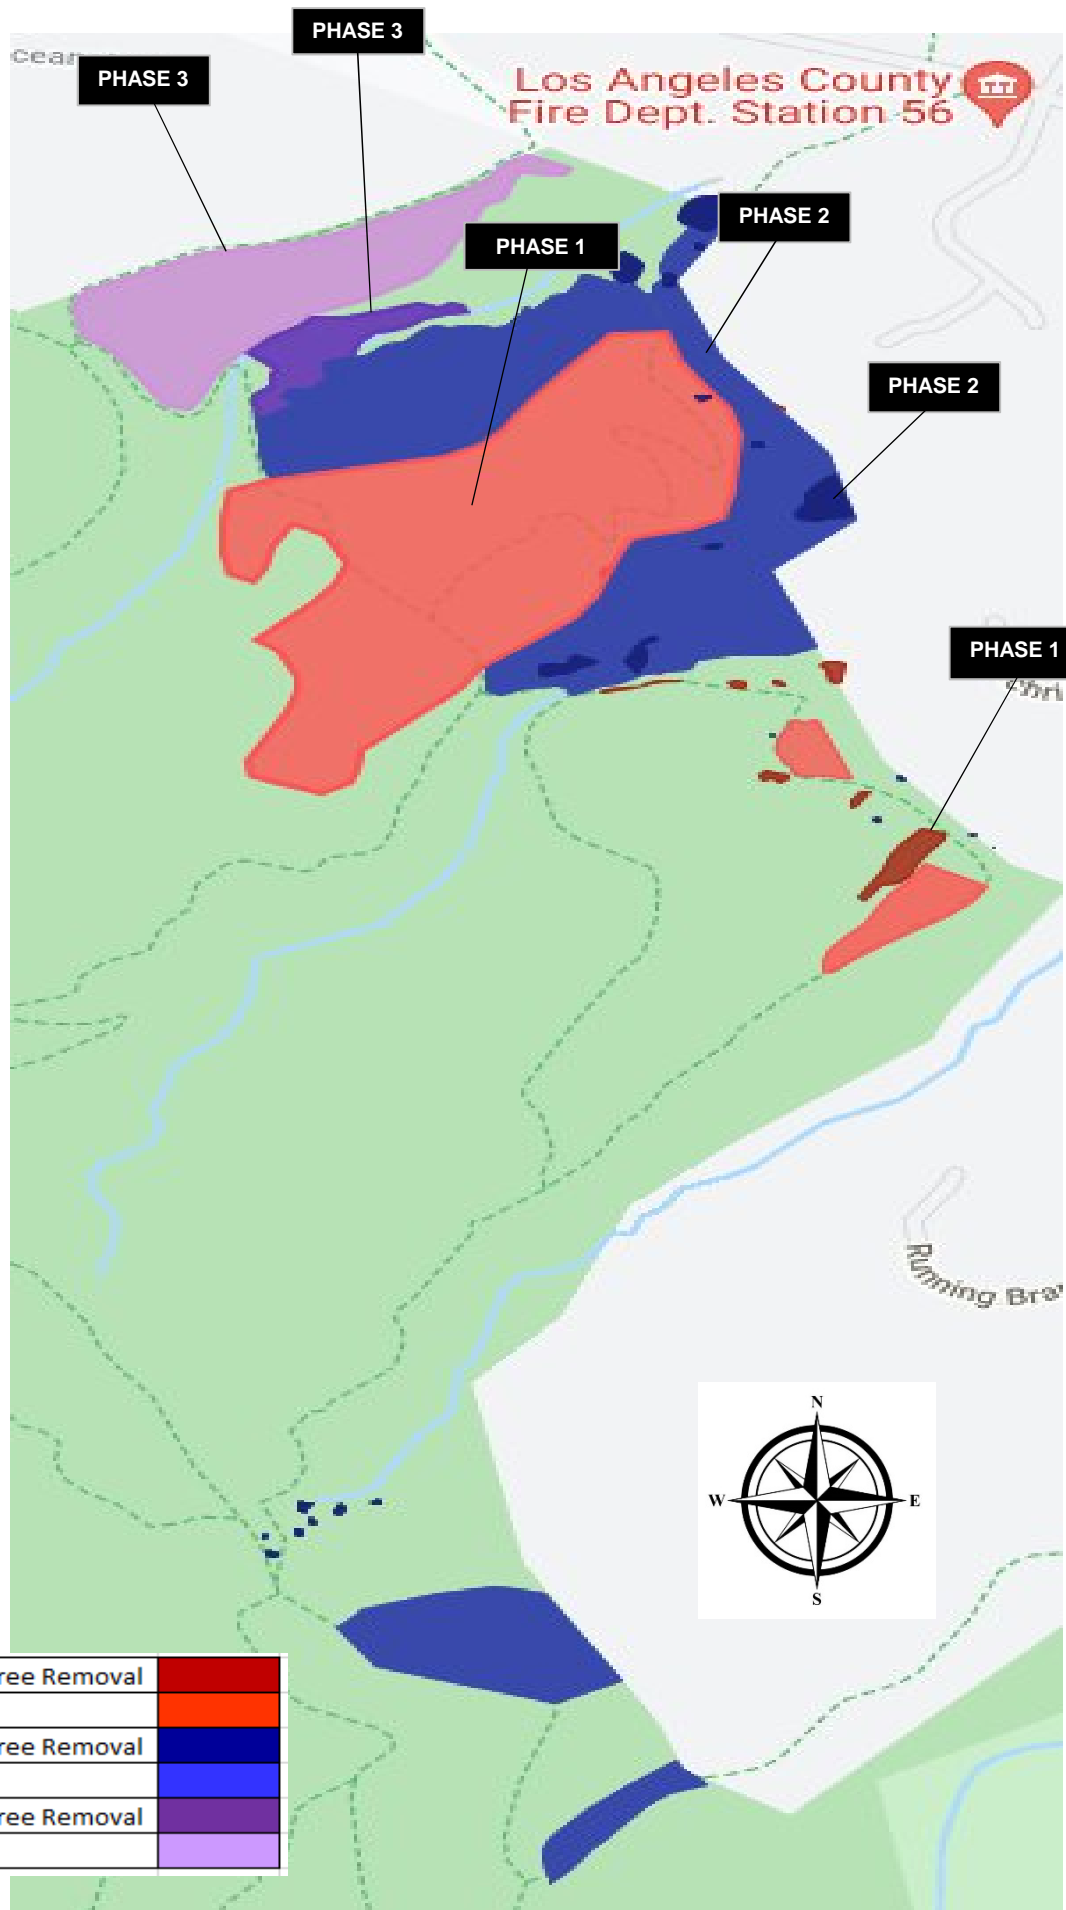 PHASE 3
PHASE 3
Los Angeles County
Fire Dept. Station 56
PHASE 2
PHASE 1
PHASE 2
PHASE 1
Running Bra
N
W
E
S
ree Removal
ree Removal
ree Removal